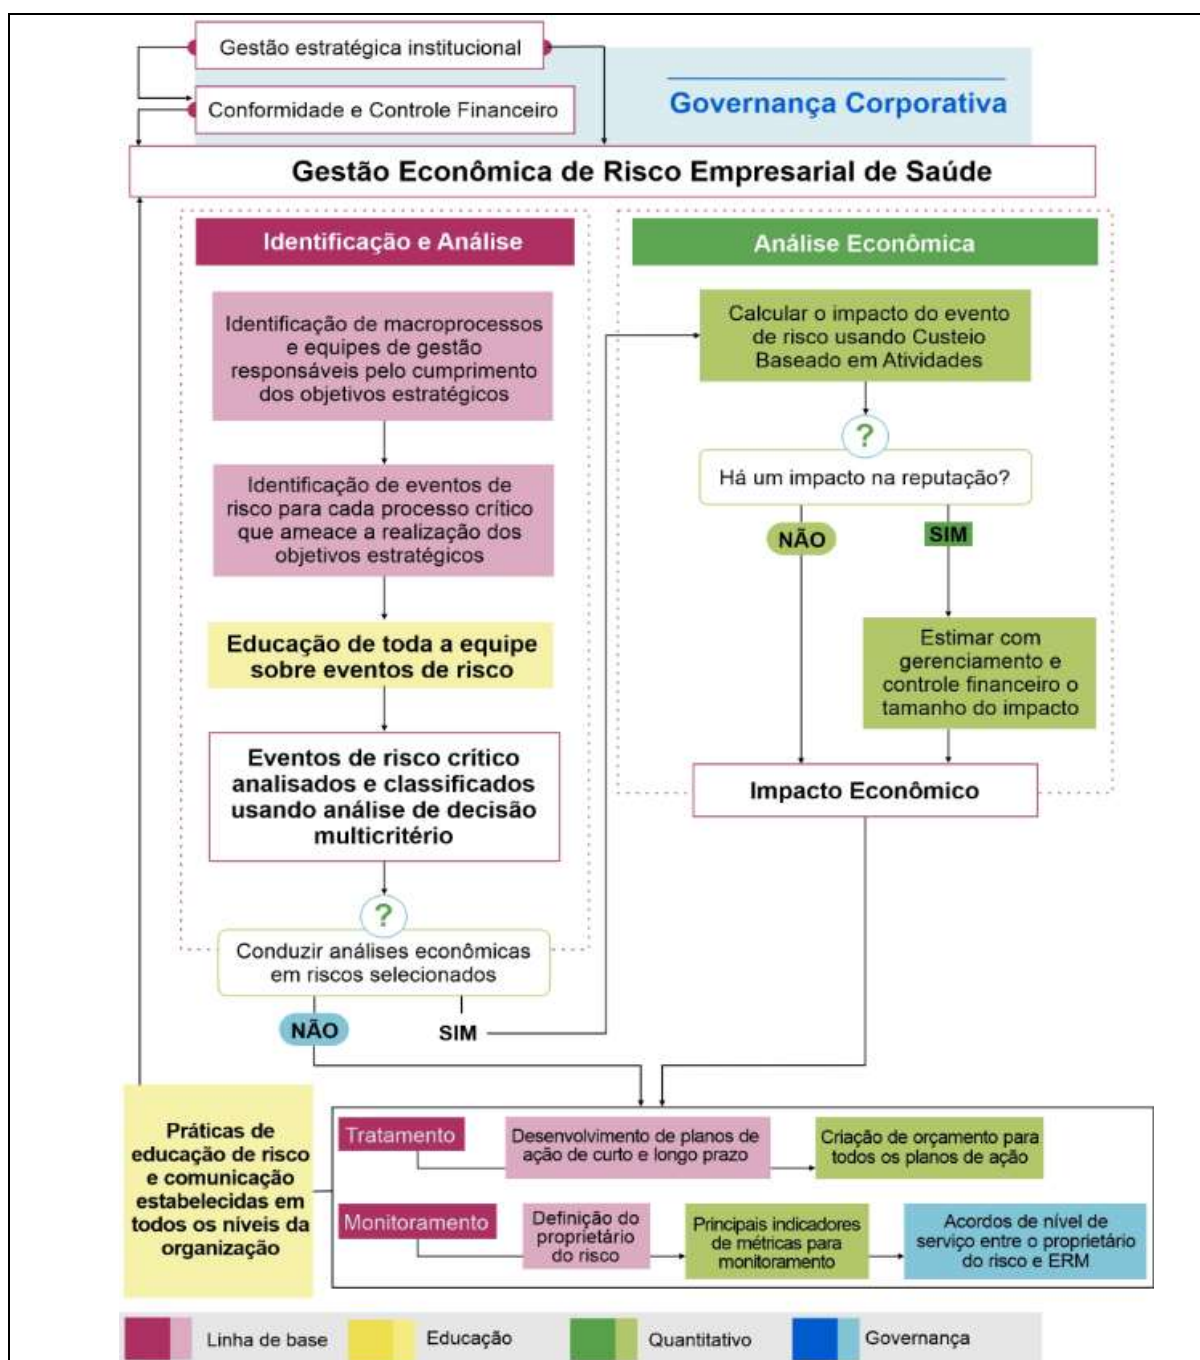 Gestão estratégica institucional
Conformidade e Controle Financeiro
Governança Corporativa
Gestão Econômica de Risco Empresarial de Saúde
Identificação e Análise
Identificação de macroprocessos
e equipes de gestão
responsáveis pelo cumprimento
dos objetivos estratégicos
Identificação de eventos de
risco para cada processo crítico
que ameace a realização dos
objetivos estratégicos
Educação de toda a equipe
sobre eventos de risco
Eventos de risco crítico
analisados e classificados
usando análise de decisão
multicritério
?
Conduzir análises econômicas
em riscos selecionados
NÃO
SIM
Análise Econômica
Calcular o impacto do evento
de risco usando Custeio
Baseado em Atividades
?
Há um impacto na reputação?
NÃO
SIM
Estimar com
gerenciamento e
controle financeiro o
tamanho do impacto
Impacto Econômico
Práticas de
educação de risco
e comunicação
estabelecidas em
todos os níveis da
organização
Tratamento
Desenvolvimento de planos de
ação de curto e longo prazo
Criação de orçamento para
todos os planos de ação
Monitoramento
Definição do
proprietário
do risco
Principais indicadores
de métricas para
monitoramento
Acordos de nível de
serviço entre o proprietário
do risco e ERM
Linha de base
Educação
Quantitativo
Governança